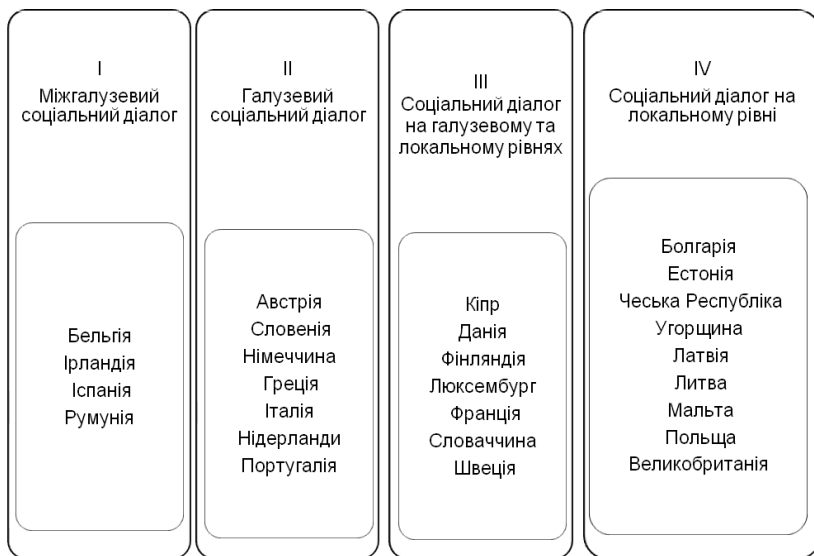 I
Міжгалузевий
соціальний діалог
Бельгія
Ірландія
Іспанія
Румунія
II
Галузевий
соціальний діалог
Австрія
Словенія
Німеччина
Греція
Італія
Нідерланди
Португалія
III
Соціальний діалог
на галузевому та
локальному рівнях
Кіпр
Данія
Фінляндія
Люксембург
Франція
Словаччина
Швеція
IV
Соціальний діалог на
локальному рівні
Болгарія
Естонія
Чеська Республіка
Угорщина
Латвія
Литва
Мальта
Польща
Великобританія